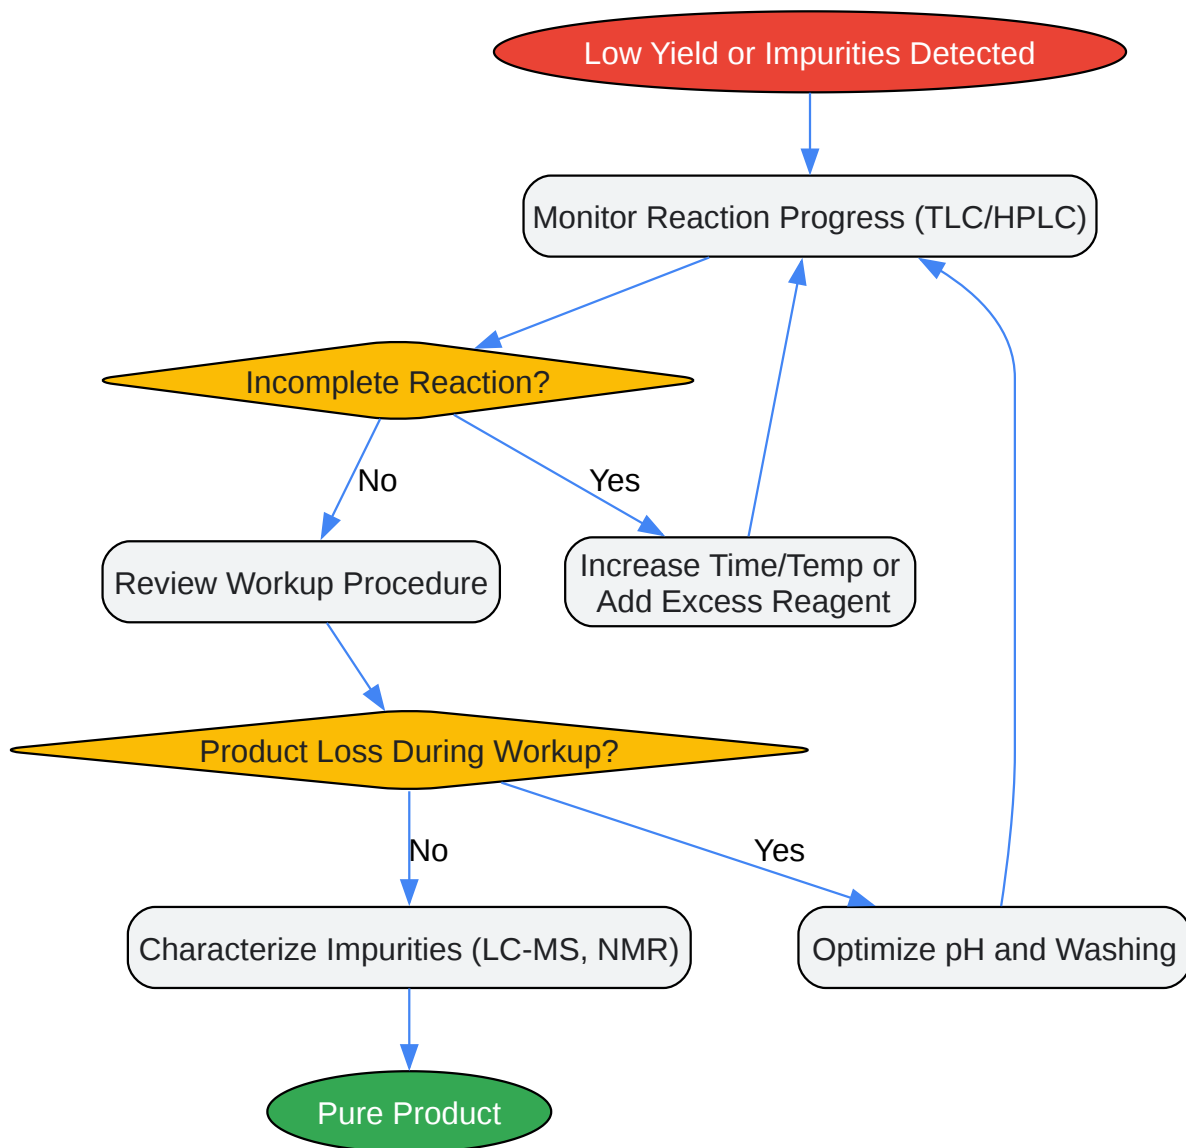 Low Yield or Impurities Detected
Monitor Reaction Progress (TLC/HPLC)
Incomplete Reaction?
No
Yes
Review Workup Procedure
Increase Time/Temp or
Add Excess Reagent
Product Loss During Workup?
No
Yes
Characterize Impurities (LC-MS, NMR)
Optimize pH and Washing
Pure Product